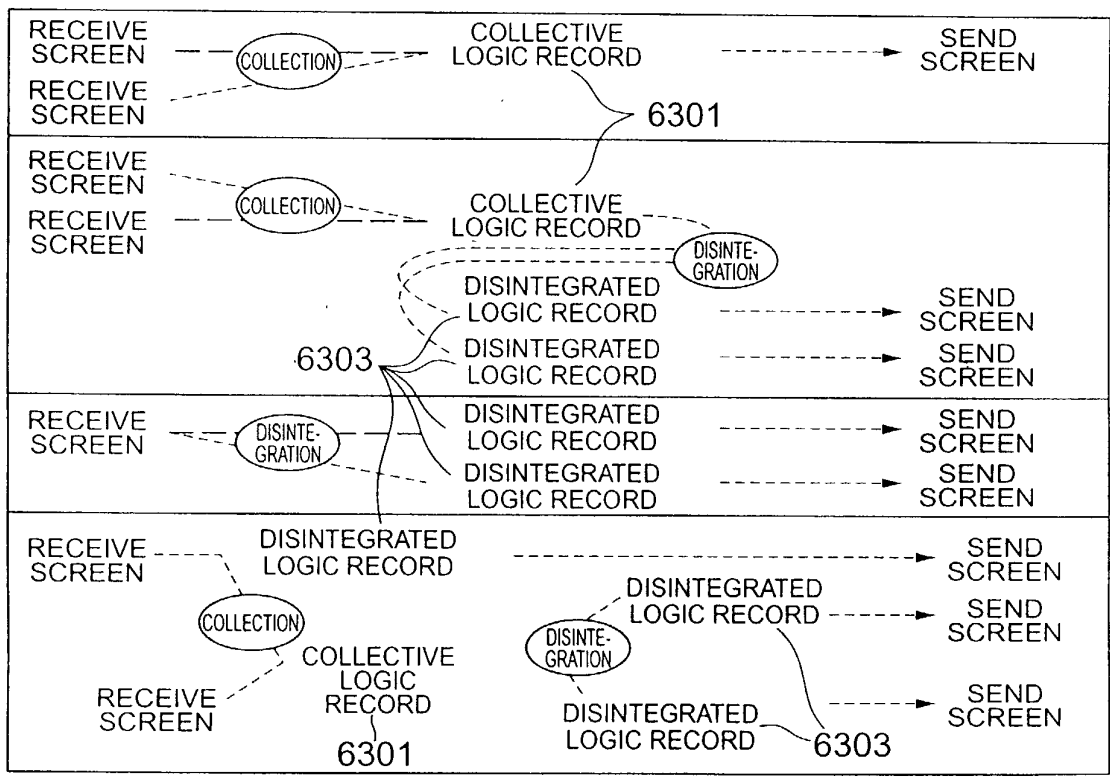 RECEIVE
SCREEN
COLLECTION
COLLECTIVE
LOGIC RECORD
SEND
SCREEN
RECEIVE
SCREEN
6301
RECEIVE
SCREEN
COLLECTION
RECEIVE
SCREEN
COLLECTIVE
LOGIC RECORD
DISINTE-
GRATION
DISINTEGRATED
LOGIC RECORD
SEND
SCREEN
6303
DISINTEGRATED
LOGIC RECORD
SEND
SCREEN
RECEIVE
SCREEN
DISINTE-
GRATION
DISINTEGRATED
LOGIC RECORD
SEND
SCREEN
DISINTEGRATED
LOGIC RECORD
SEND
SCREEN
RECEIVE
SCREEN
DISINTEGRATED
LOGIC RECORD
SEND
SCREEN
COLLECTION
DISINTE-
GRATION
DISINTEGRATED
LOGIC RECORD
SEND
SCREEN
RECEIVE
SCREEN
COLLECTIVE
LOGIC
RECORD
6301
DISINTEGRATED
LOGIC RECORD
6303
SEND
SCREEN